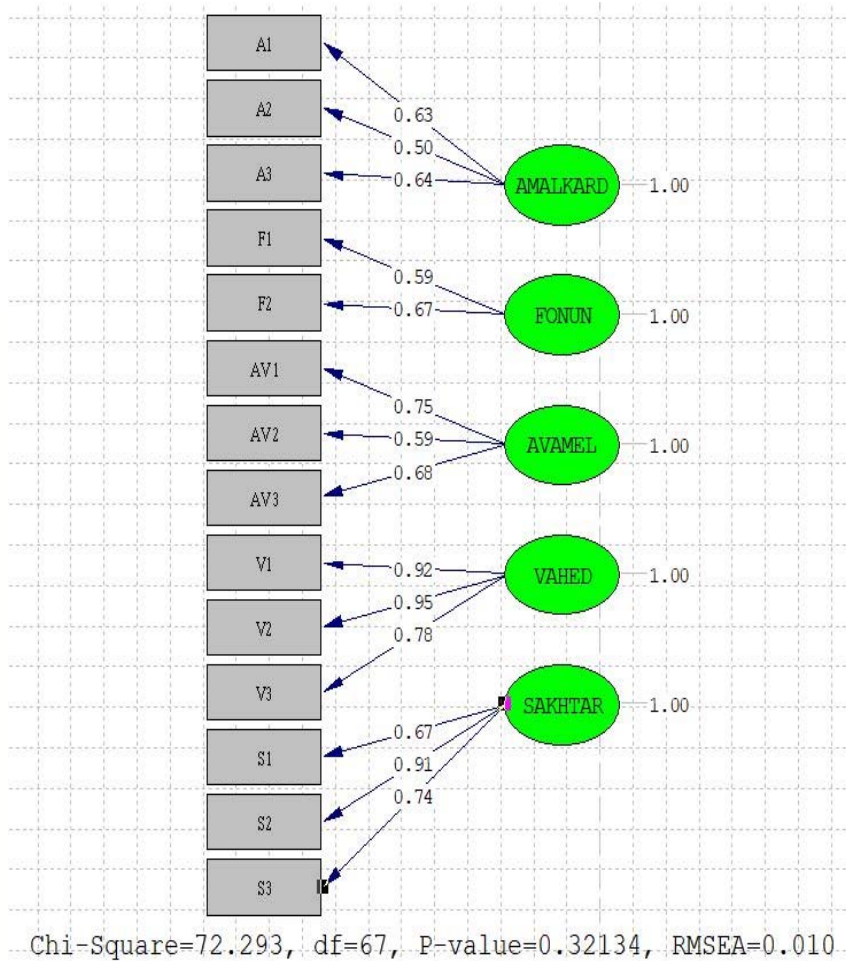 A1
A2
A3
F1
F2
AV1
AV2
AV3
V1
V2
V3
S1
S2
S3
0.63
0.50
0.64
0.59
0.67
0.75
0.59
0.68
0.92
0.95
0.78
0.67
0.91
0.74
AMALKARD 1.00
FONUN 1.00
AVAMEL 1.00
VAHED 1.00
SAKHTAR 1.00
Chi-Square=72.293, df=67, P-value=0.32134, RMSEA=0.010